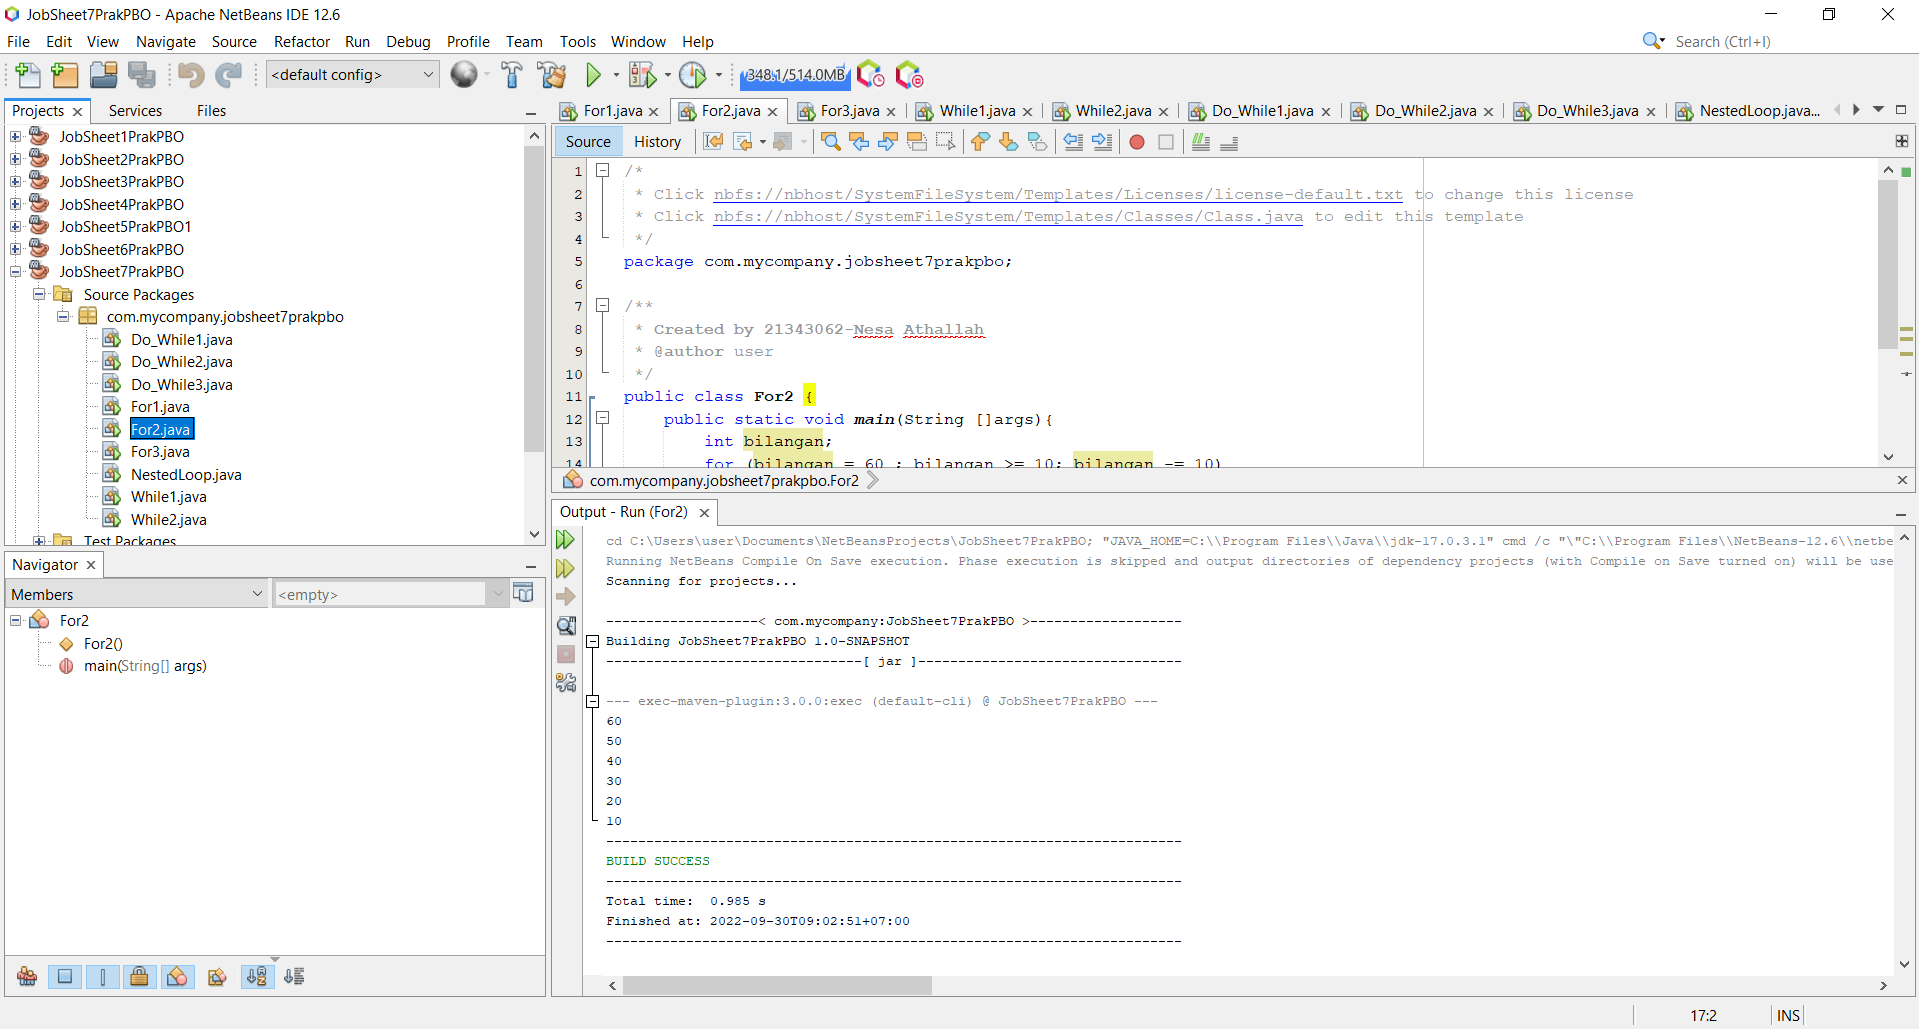 JobSheet7PrakPBO - Apache NetBeans IDE 12.6
File Edit View Navigate Source Refactor Run Debug Profile Team Tools Window Help
Search (Ctrl+I)
<default config>
348.1/514.0MB
Projects Services Files
JobSheet1PrakPBO
JobSheet2PrakPBO
JobSheet3PrakPBO
JobSheet4PrakPBO
JobSheet5PrakPBO1
JobSheet6PrakPBO
JobSheet7PrakPBO
Source Packages
com.mycompany.jobsheet7prakpbo
Do_While1.java
Do_While2.java
Do_While3.java
For1.java
For2.java
For3.java
NestedLoop.java
While1.java
While2.java
Test Packages
Navigator
Members
<empty>
For2
For2()
main(String[] args)
For1.java For2.java For3.java While1.java While2.java Do_While1.java Do_While2.java Do_While3.java NestedLoop.java...
Source History
1 /*
2 * Click nbfs://nbhost/SystemFileSystem/Templates/Licenses/license-default.txt to change this license
3 * Click nbfs://nbhost/SystemFileSystem/Templates/Classes/Class.java to edit this template
4 */
5 package com.mycompany.jobsheet7prakpbo;
6
7 /**
8 * Created by 21343062-Nesa Athallah
9 * @author user
10 */
11 public class For2 {
12 public static void main(String []args){
13 int bilangan;
14 for (bilangan = 60 ; bilangan >= 10; bilangan -= 10)
com.mycompany.jobsheet7prakpbo.For2
Output - Run (For2)
cd C:\Users\user\Documents\NetBeansProjects\JobSheet7PrakPBO; "JAVA_HOME=C:\\Program Files\\Java\\jdk-17.0.3.1" cmd /c "\"C:\\Program Files\\NetBeans-12.6\\netbe
Running NetBeans Compile On Save execution. Phase execution is skipped and output directories of dependency projects (with Compile on Save turned on) will be use
Scanning for projects...
-------------------< com.mycompany:JobSheet7PrakPBO >-------------------
Building JobSheet7PrakPBO 1.0-SNAPSHOT
--------------------------------[ jar ]---------------------------------
--- exec-maven-plugin:3.0.0:exec (default-cli) @ JobSheet7PrakPBO ---
60
50
40
30
20
10
------------------------------------------------------------------------
BUILD SUCCESS
------------------------------------------------------------------------
Total time:  0.985 s
Finished at: 2022-09-30T09:02:51+07:00
------------------------------------------------------------------------
17:2 INS